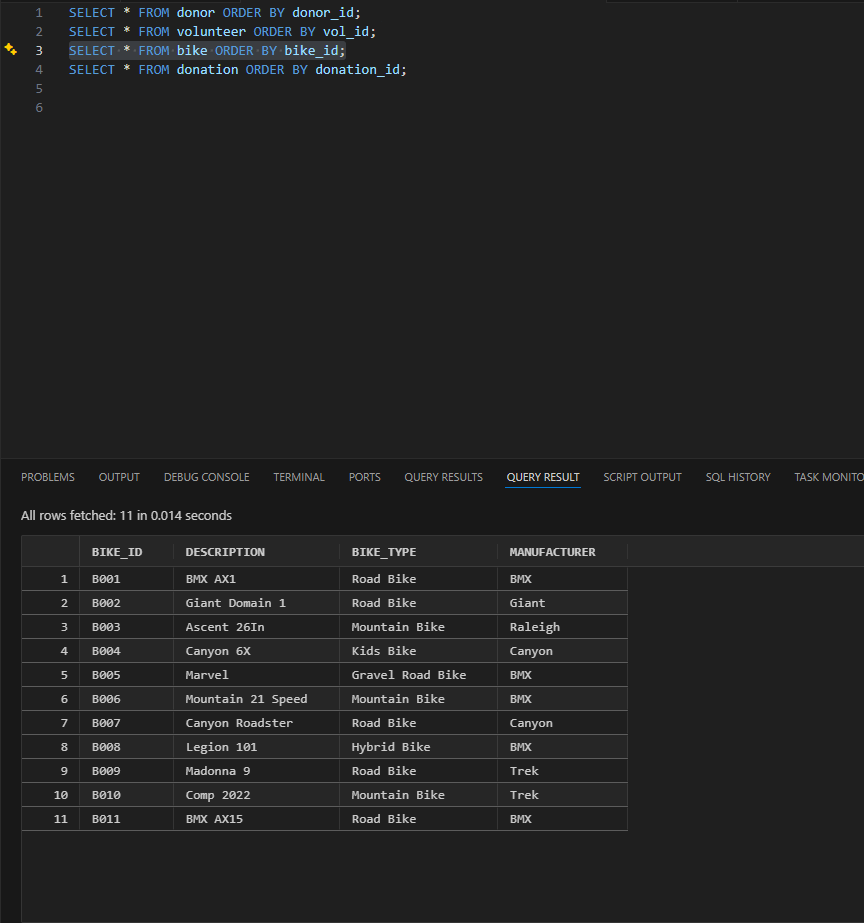 1 SELECT * FROM donor ORDER BY donor_id;
2 SELECT * FROM volunteer ORDER BY vol_id;
3 SELECT * FROM bike ORDER BY bike_id;
4 SELECT * FROM donation ORDER BY donation_id;
5
6
PROBLEMS OUTPUT DEBUG CONSOLE TERMINAL PORTS QUERY RESULTS QUERY RESULT SCRIPT OUTPUT SQL HISTORY TASK MONITO
All rows fetched: 11 in 0.014 seconds
BIKE_ID DESCRIPTION BIKE_TYPE MANUFACTURER
1 B001 BMX AX1 Road Bike BMX
2 B002 Giant Domain 1 Road Bike Giant
3 B003 Ascent 26In Mountain Bike Raleigh
4 B004 Canyon 6X Kids Bike Canyon
5 B005 Marvel Gravel Road Bike BMX
6 B006 Mountain 21 Speed Mountain Bike BMX
7 B007 Canyon Roadster Road Bike Canyon
8 B008 Legion 101 Hybrid Bike BMX
9 B009 Madonna 9 Road Bike Trek
10 B010 Comp 2022 Mountain Bike Trek
11 B011 BMX AX15 Road Bike BMX